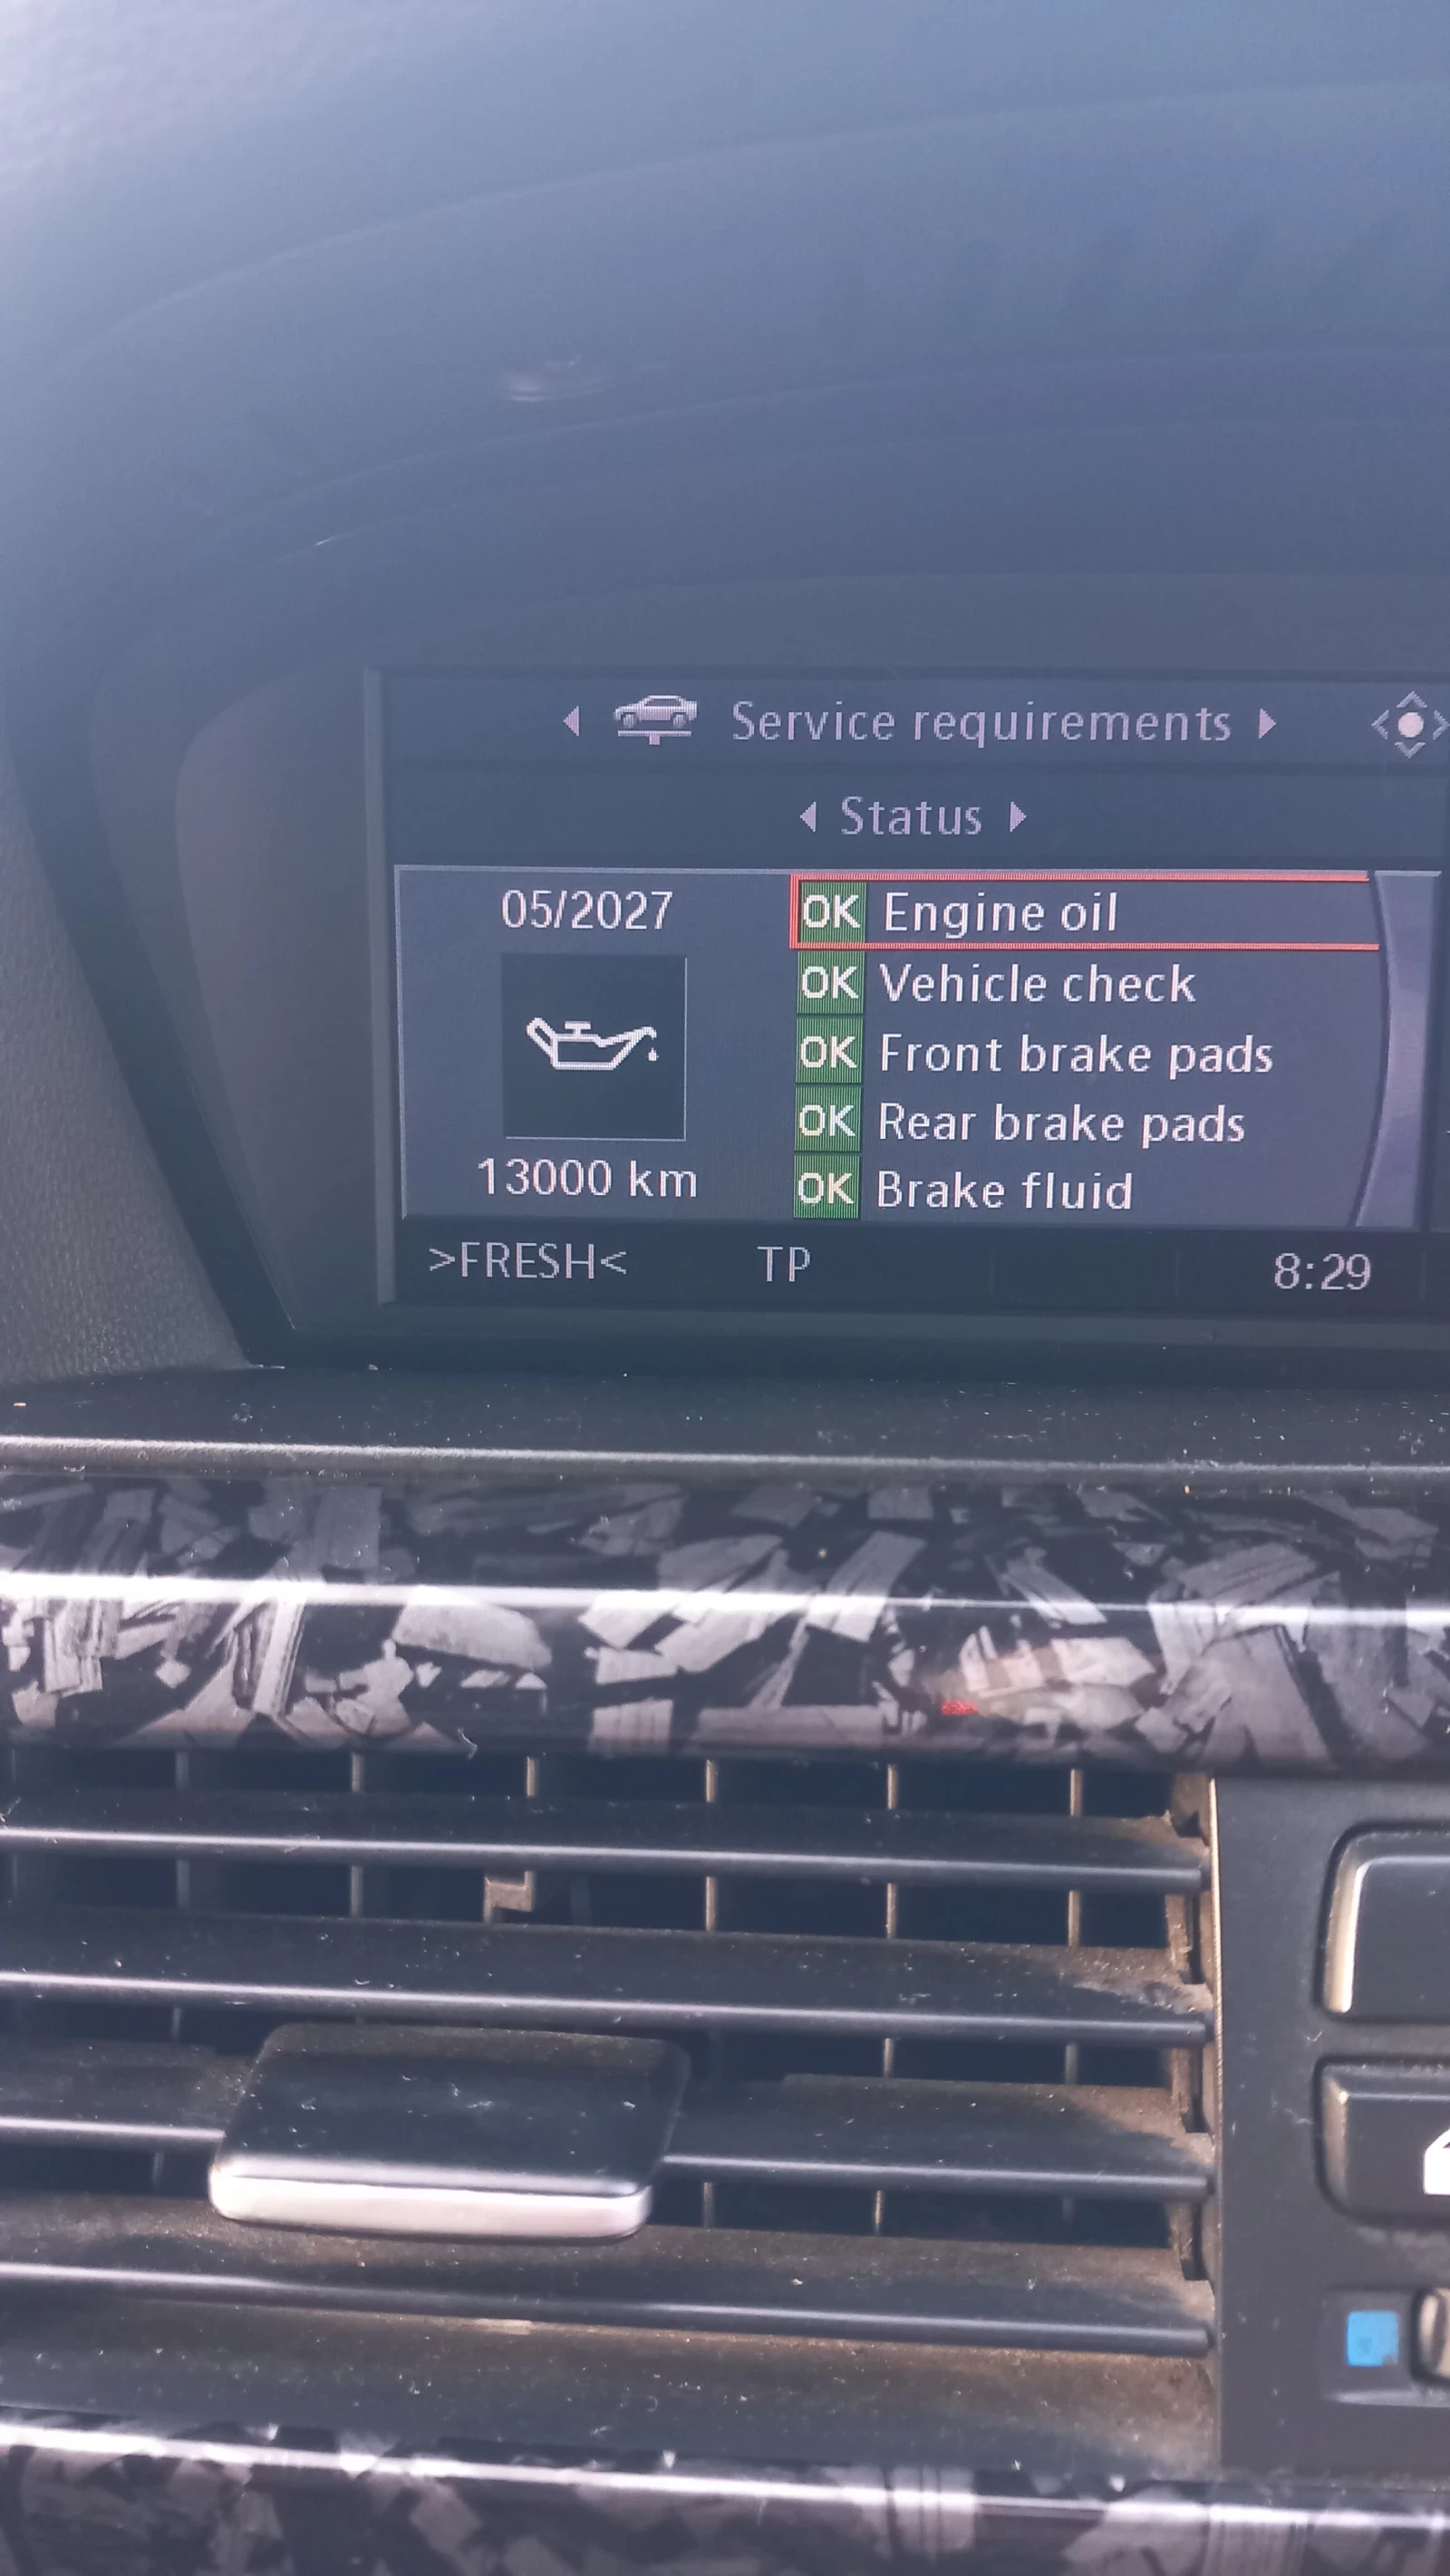 Service requirements
Status
05/2027
OK Engine oil
OK Vehicle check
OK Front brake pads
OK Rear brake pads
13000 km
OK Brake fluid
>FRESH< TP 8:29